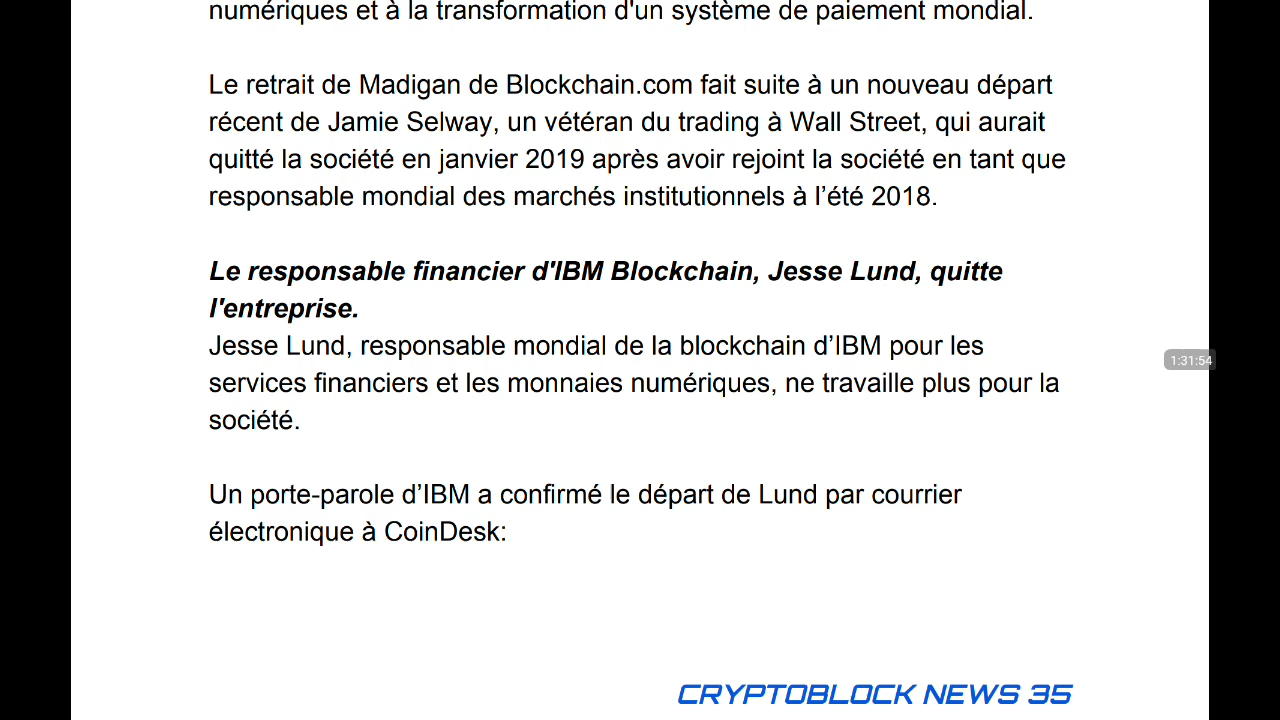 numériques et à la transformation d'un système de paiement mondial.
Le retrait de Madigan de Blockchain.com fait suite à un nouveau départ
récent de Jamie Selway, un vétéran du trading à Wall Street, qui aurait
quitté la société en janvier 2019 après avoir rejoint la société en tant que
responsable mondial des marchés institutionnels à l’été 2018.
Le responsable financier d'IBM Blockchain, Jesse Lund, quitte
l'entreprise.
Jesse Lund, responsable mondial de la blockchain d’IBM pour les
services financiers et les monnaies numériques, ne travaille plus pour la
société.
1:31:54
Un porte-parole d’IBM a confirmé le départ de Lund par courrier
électronique à CoinDesk:
CRYPTOBLOCK NEWS 35